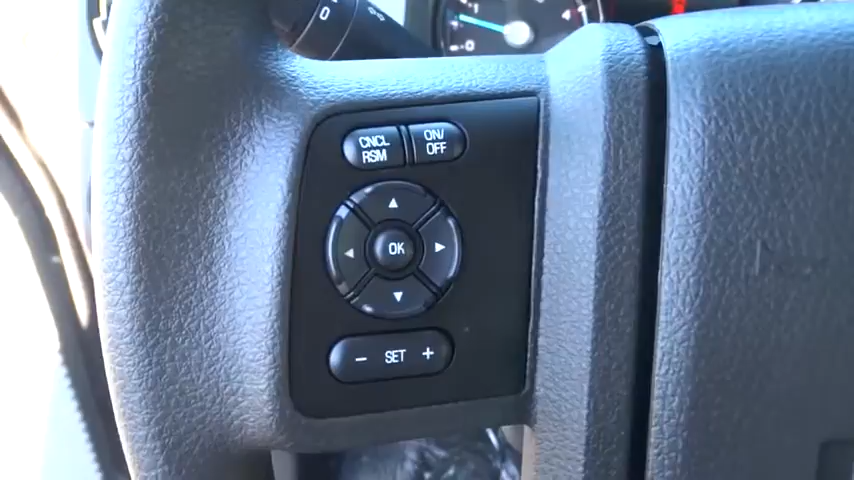 CNCL
RSM
ON/
OFF
OK
− SET +